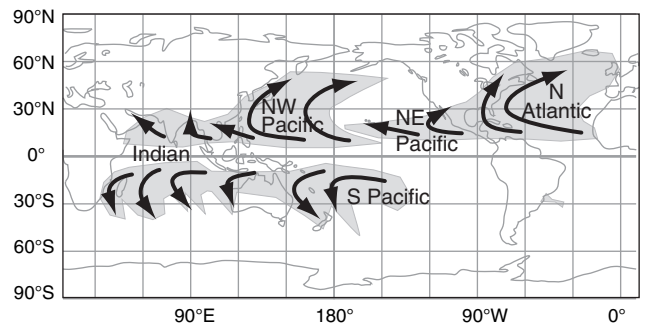 90°N
60°N
30°N
0°
30°S
60°S
90°S
NW
Pacific
NE
Pacific
N
Atlantic
Indian
S Pacific
90°E
180°
90°W
0°